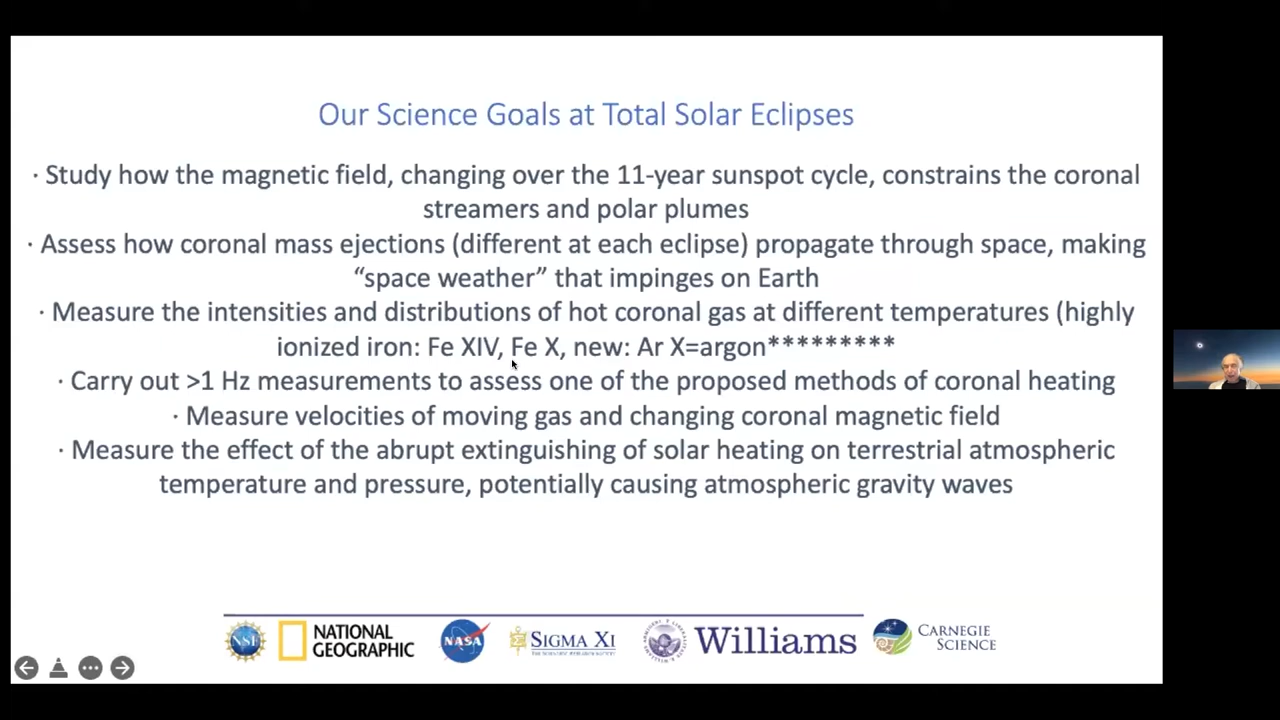 Our Science Goals at Total Solar Eclipses
· Study how the magnetic field, changing over the 11-year sunspot cycle, constrains the coronal
streamers and polar plumes
· Assess how coronal mass ejections (different at each eclipse) propagate through space, making
“space weather” that impinges on Earth
· Measure the intensities and distributions of hot coronal gas at different temperatures (highly
ionized iron: Fe XIV, Fe X, new: Ar X=argon*********
· Carry out >1 Hz measurements to assess one of the proposed methods of coronal heating
· Measure velocities of moving gas and changing coronal magnetic field
· Measure the effect of the abrupt extinguishing of solar heating on terrestrial atmospheric
temperature and pressure, potentially causing atmospheric gravity waves
NSF
NATIONAL
GEOGRAPHIC
NASA
SIGMA XI
Williams
CARNEGIE
SCIENCE